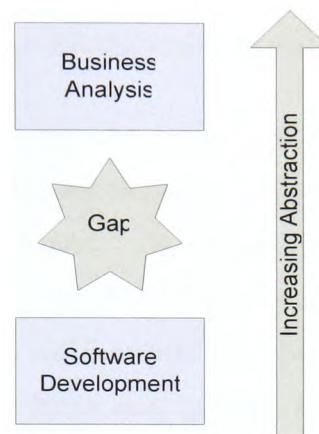 Business
Analysis
Gap
Software
Development
Increasing Abstraction